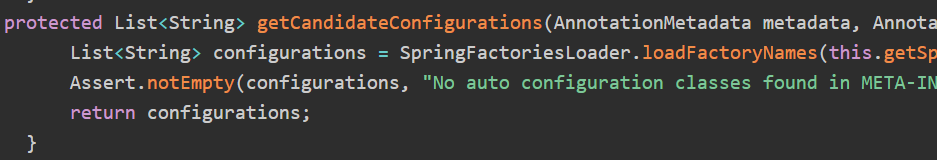 protected List<String> getCandidateConfigurations(AnnotationMetadata metadata, Annota
List<String> configurations = SpringFactoriesLoader.loadFactoryNames(this.getSp
Assert.notEmpty(configurations, "No auto configuration classes found in META-IN
return configurations;
}